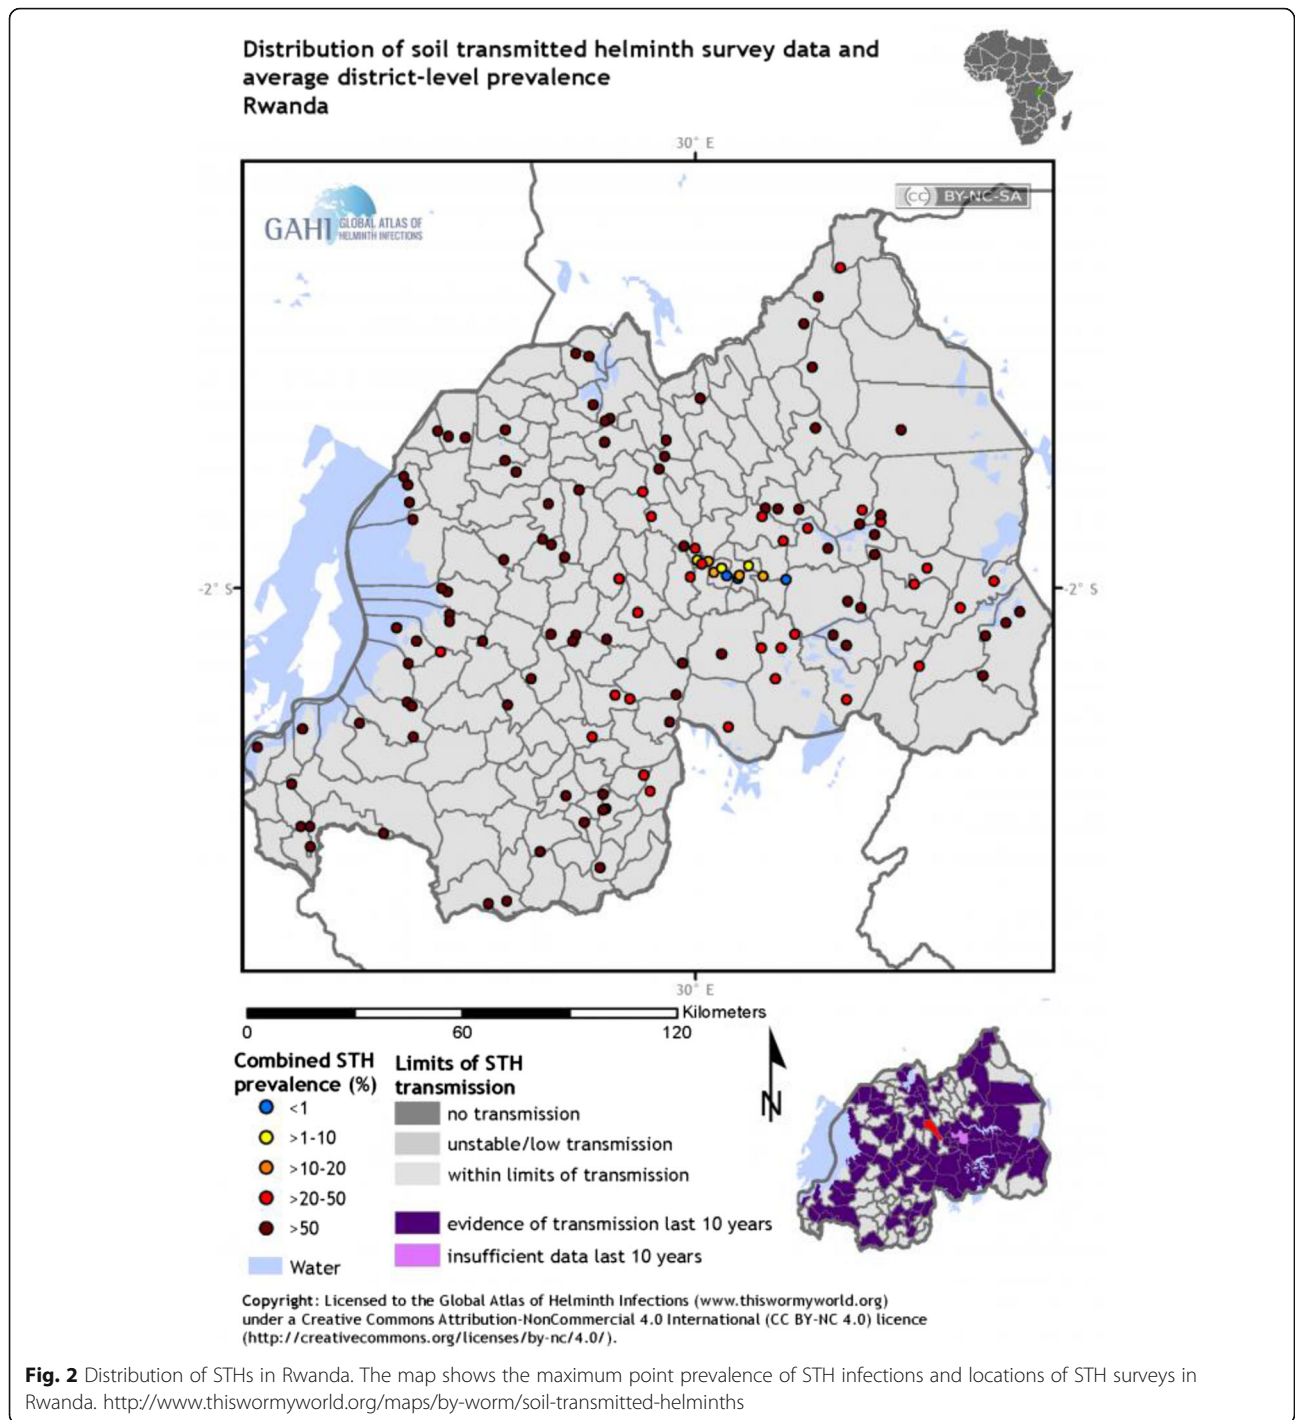 Distribution of soil transmitted helminth survey data and
average district-level prevalence
Rwanda
30° E
GAHI GLOBAL ATLAS OF
HELMINTH INFECTIONS
CC BY-NC-SA
-2° S
-2° S
30° E
Kilometers
0 60 120
Combined STH
prevalence (%)
<1
>1-10
>10-20
>20-50
>50
Water
Limits of STH
transmission
no transmission
unstable/low transmission
within limits of transmission
evidence of transmission last 10 years
insufficient data last 10 years
N
Copyright: Licensed to the Global Atlas of Helminth Infections (www.thiswormyworld.org)
under a Creative Commons Attribution-NonCommercial 4.0 International (CC BY-NC 4.0) licence
(http://creativecommons.org/licenses/by-nc/4.0/).
Fig. 2 Distribution of STHs in Rwanda. The map shows the maximum point prevalence of STH infections and locations of STH surveys in
Rwanda. http://www.thiswormyworld.org/maps/by-worm/soil-transmitted-helminths